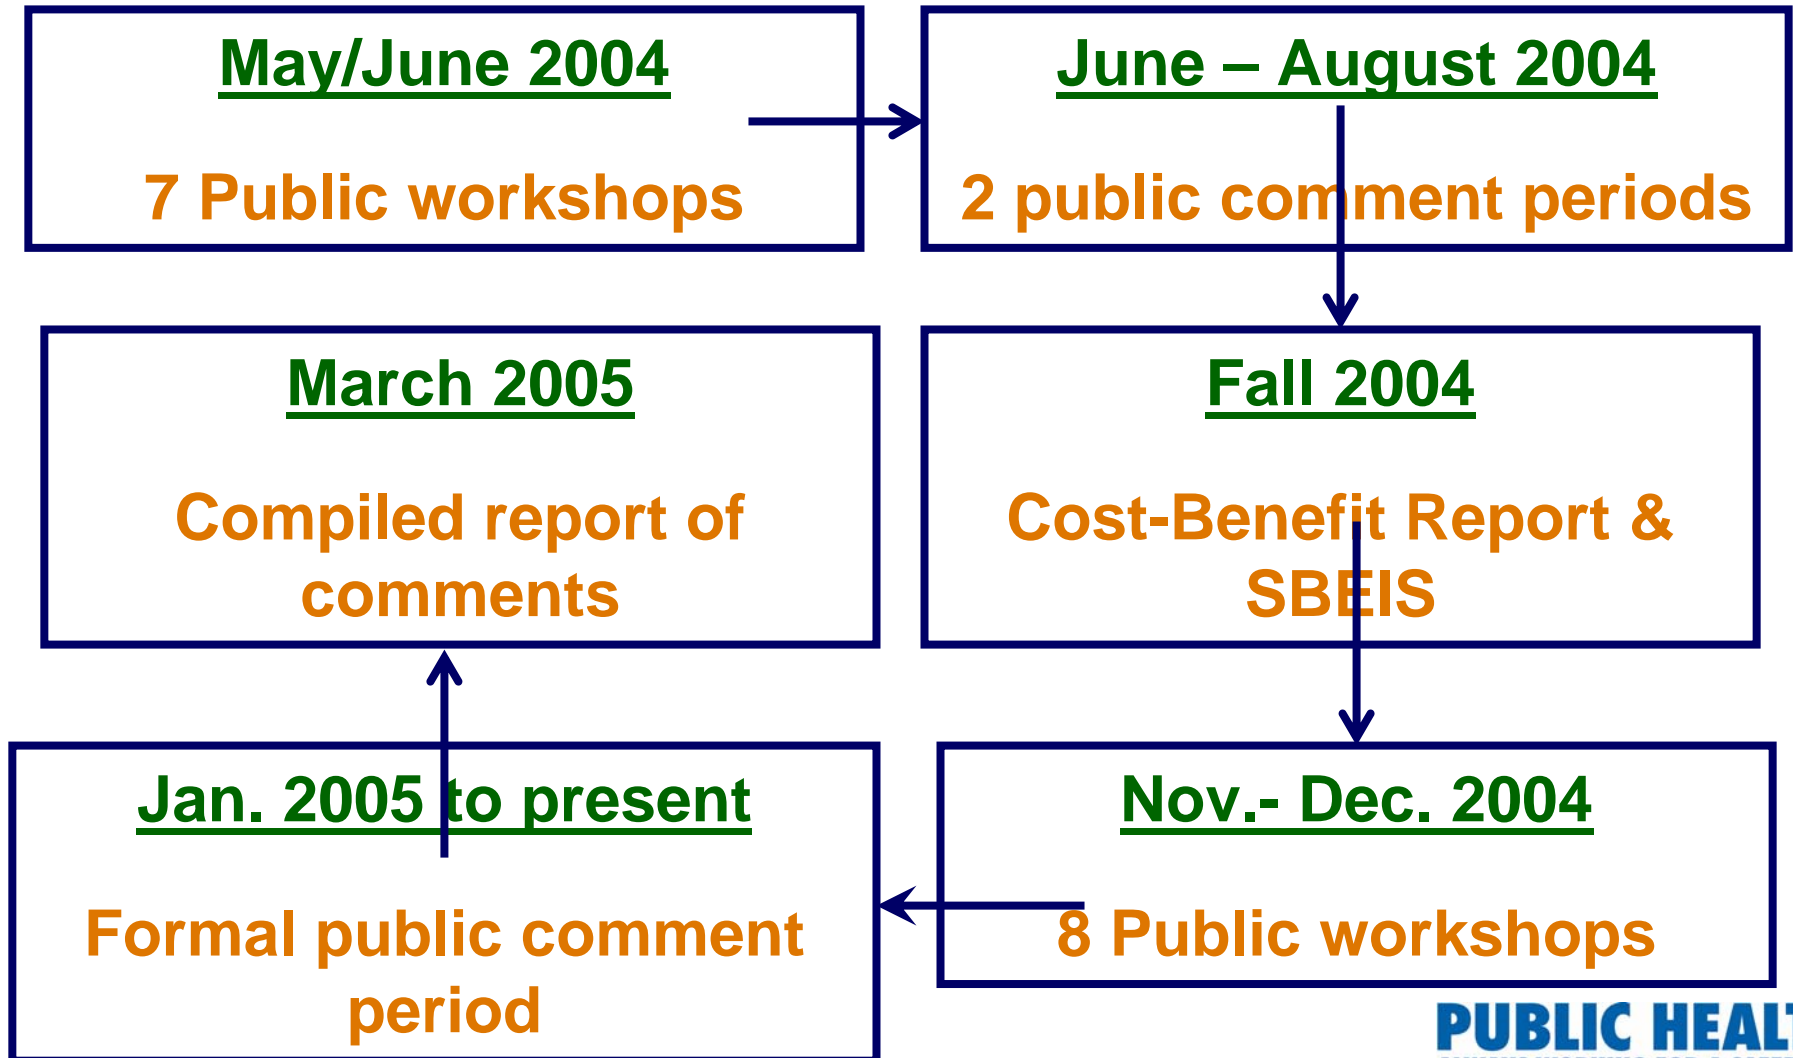 May/June 2004
7 Public workshops
June – August 2004
2 public comment periods
March 2005
Compiled report of
comments
Fall 2004
Cost-Benefit Report &
SBEIS
Jan. 2005 to present
Formal public comment
period
Nov.- Dec. 2004
8 Public workshops
PUBLIC HEALT